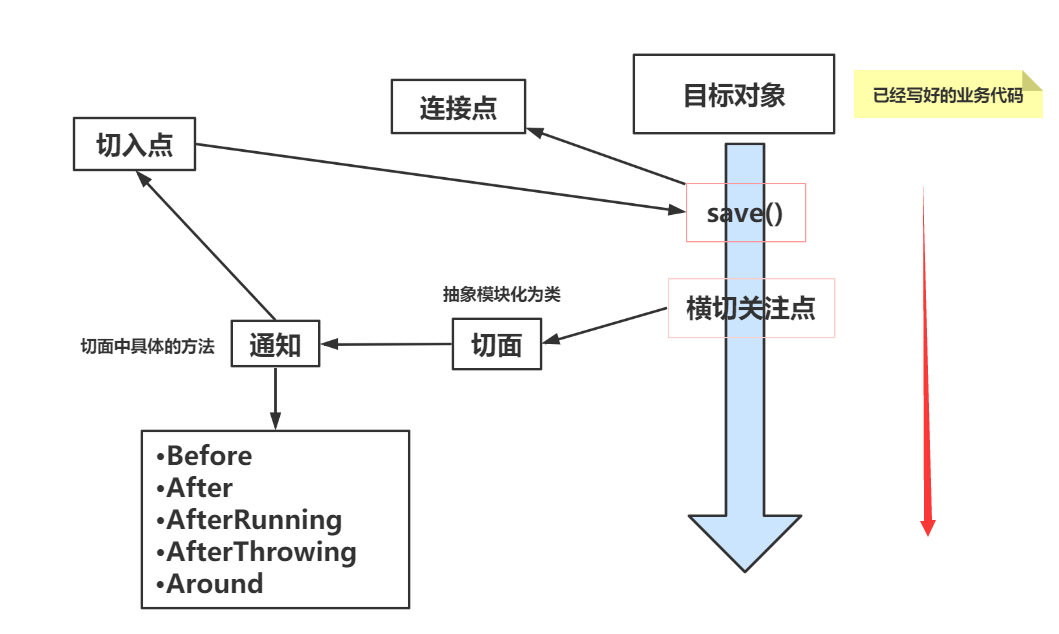 目标对象
已经写好的业务代码
连接点
切入点
save()
抽象模块化为类
横切关注点
切面中具体的方法
通知
切面
•Before
•After
•AfterRunning
•AfterThrowing
•Around